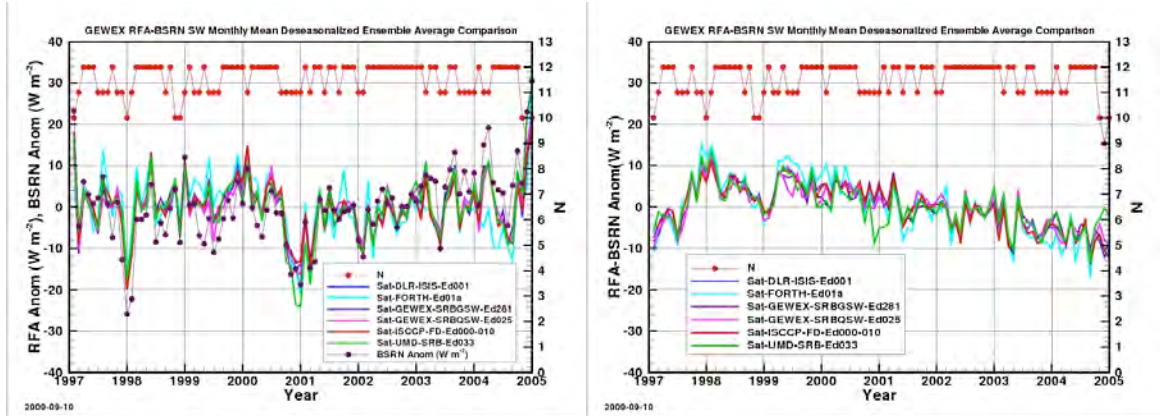 GEWEX RFA-BSRN SW Monthly Mean Deseasonalized Ensemble Average Comparison
RFA Anom (W m-2), BSRN Anom (W m-2)
40
30
20
10
0
-10
-20
-30
-40
13
12
11
10
9
8
7
6
5
4
3
2
1
0
N
N
Sat-DLR-ISIS-Ed001
Sat-FORTH-Ed01a
Sat-GEWEX-SRBGSW-Ed281
Sat-GEWEX-SRBQSW-Ed025
Sat-ISCCP-FD-Ed000-010
Sat-UMD-SRB-Ed033
BSRN Anom (W m-2)
1997 1998 1999 2000 2001 2002 2003 2004 2005
Year
2009-09-10
GEWEX RFA-BSRN SW Monthly Mean Deseasonalized Ensemble Average Comparison
RFA-BSRN Anom(W m-2)
40
30
20
10
0
-10
-20
-30
-40
13
12
11
10
9
8
7
6
5
4
3
2
1
0
N
N
Sat-DLR-ISIS-Ed001
Sat-FORTH-Ed01a
Sat-GEWEX-SRBGSW-Ed281
Sat-GEWEX-SRBQSW-Ed025
Sat-ISCCP-FD-Ed000-010
Sat-UMD-SRB-Ed033
1997 1998 1999 2000 2001 2002 2003 2004 2005
Year
2009-09-10